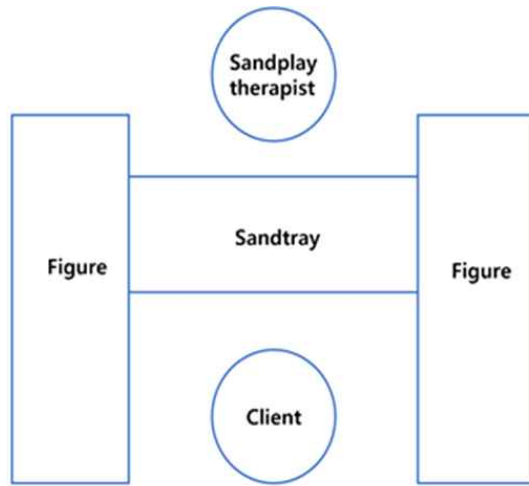 Sandplay
therapist
Sandtray
Figure
Figure
Client